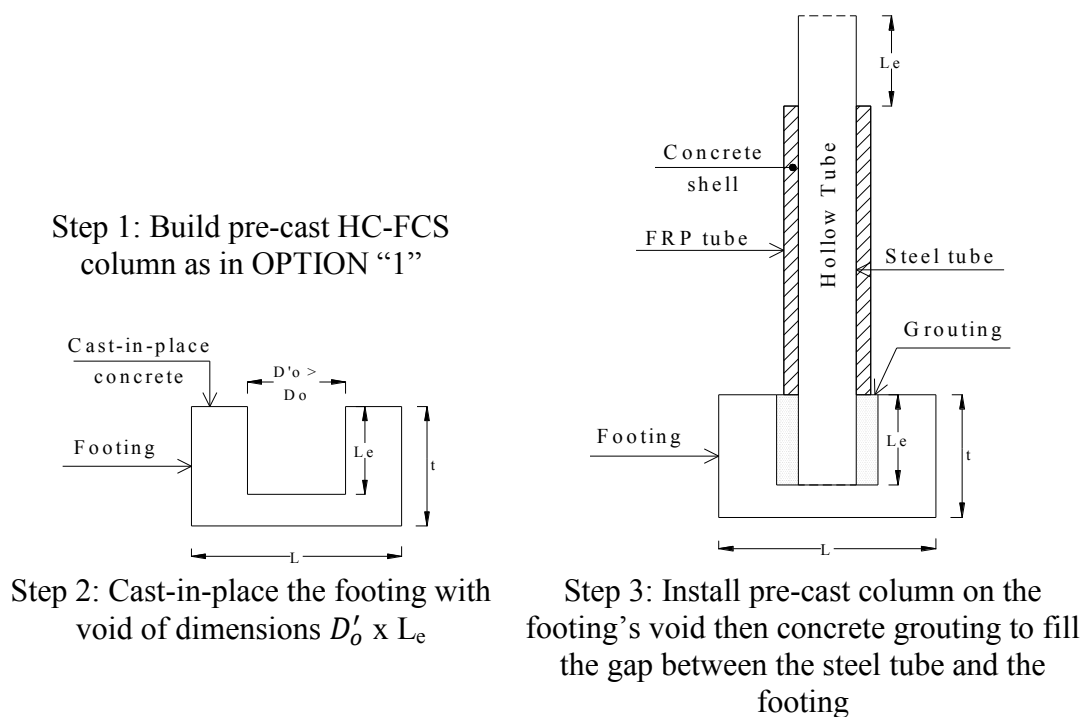 Step 1: Build pre-cast HC-FCS
column as in OPTION “1”
Cast-in-place
concrete
D'o >
Do
Footing
Le
t
L
Step 2: Cast-in-place the footing with
void of dimensions D′o x Le
Le
Concrete
shell
Hollow Tube
FRP tube
Steel tube
Grouting
Footing
Le
t
L
Step 3: Install pre-cast column on the
footing’s void then concrete grouting to fill
the gap between the steel tube and the
footing